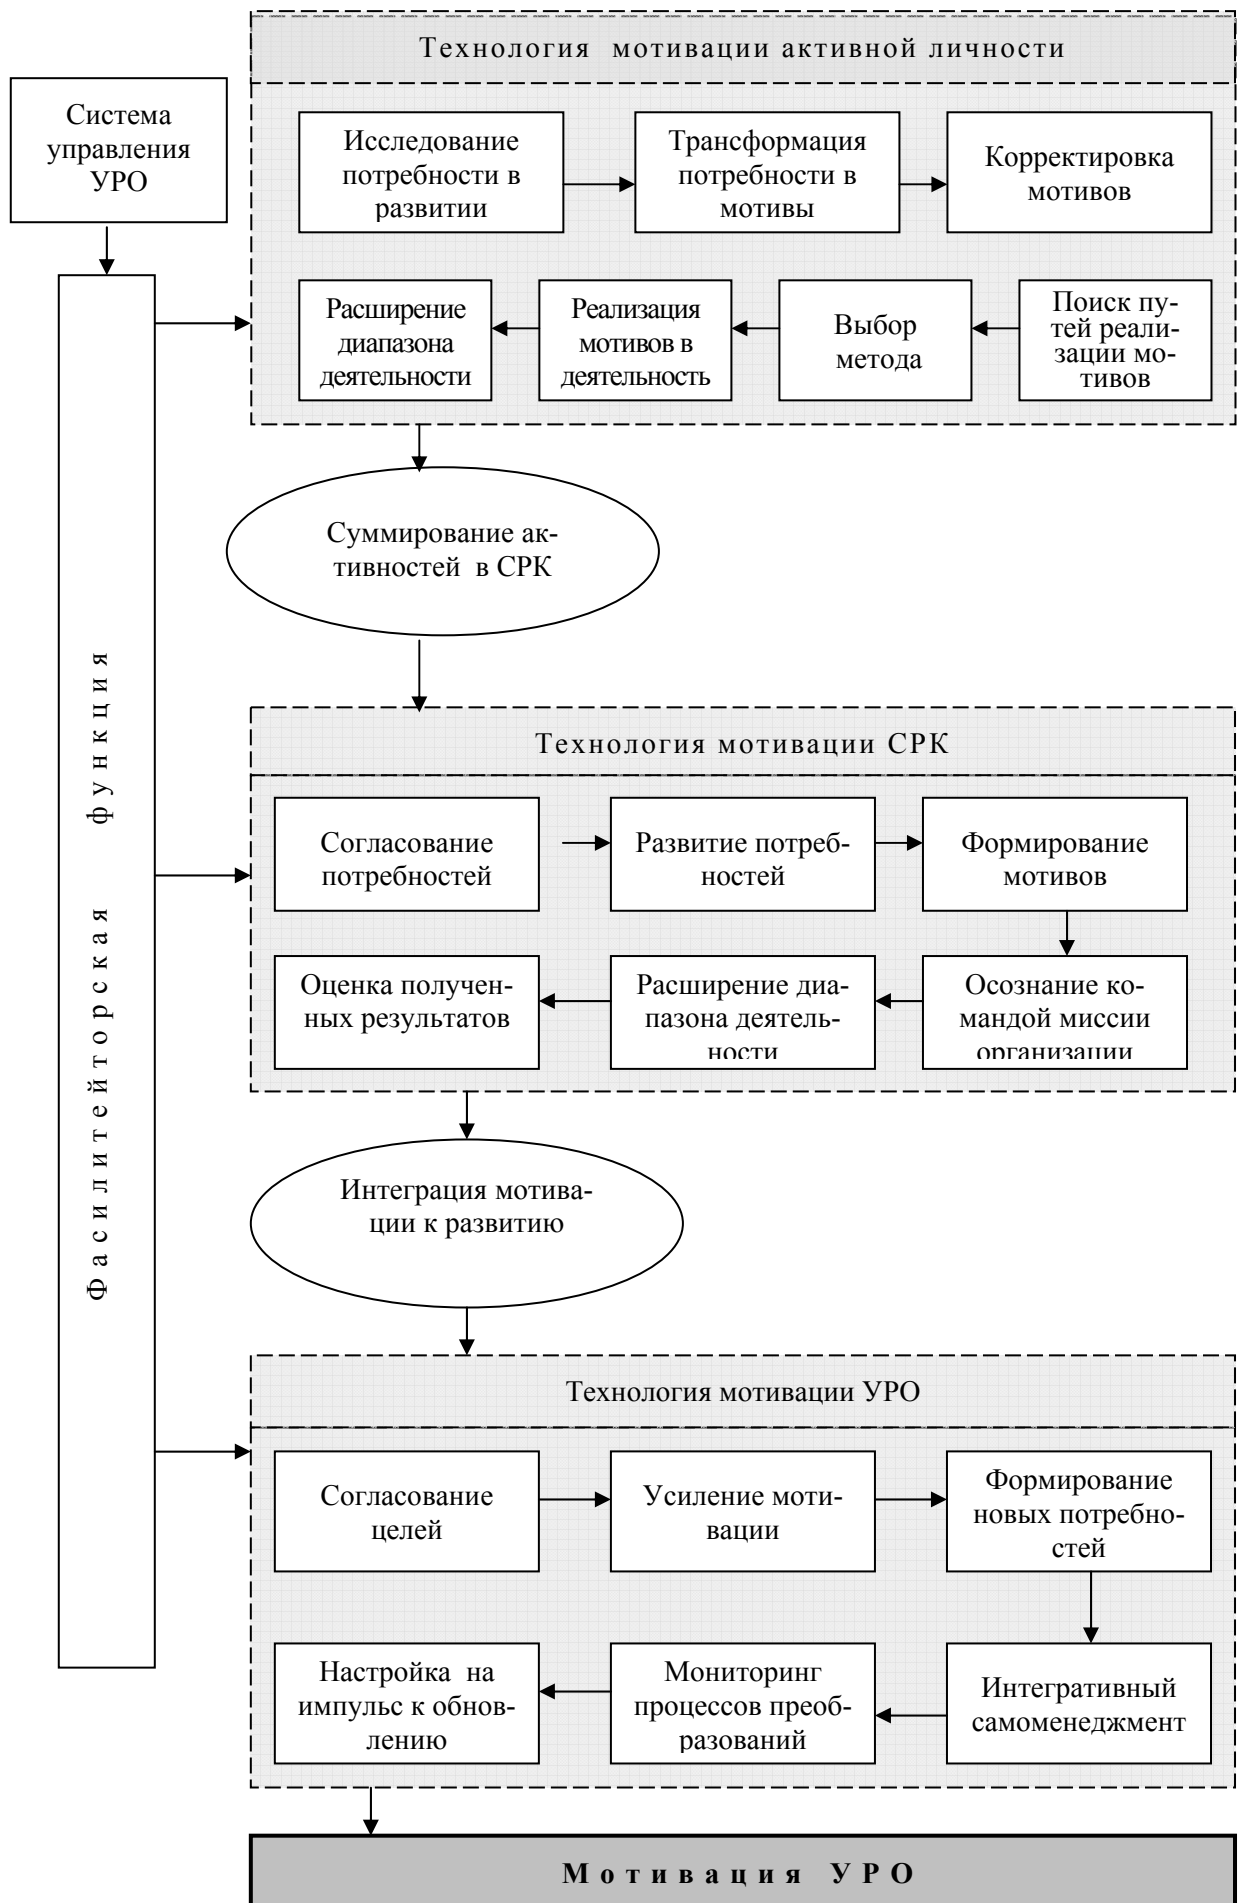 Технология мотивации активной личности
Система
управления
УРО
Исследование
потребности в
развитии
Трансформация
потребности в
мотивы
Корректировка
мотивов
Расширение
диапазона
деятельности
Реализация
мотивов в
деятельность
Выбор
метода
Поиск пу-
тей реали-
зации мо-
тивов
Суммирование ак-
тивностей в СРК
Фасилитейторская функция
Технология мотивации СРК
Согласование
потребностей
Развитие потреб-
ностей
Формирование
мотивов
Оценка получен-
ных результатов
Расширение диа-
пазона деятель-
ности
Осознание ко-
мандой миссии
организации
Интеграция мотива-
ции к развитию
Технология мотивации УРО
Согласование
целей
Усиление моти-
вации
Формирование
новых потребно-
стей
Настройка на
импульс к обнов-
лению
Мониторинг
процессов преоб-
разований
Интегративный
самоменеджмент
Мотивация УРО